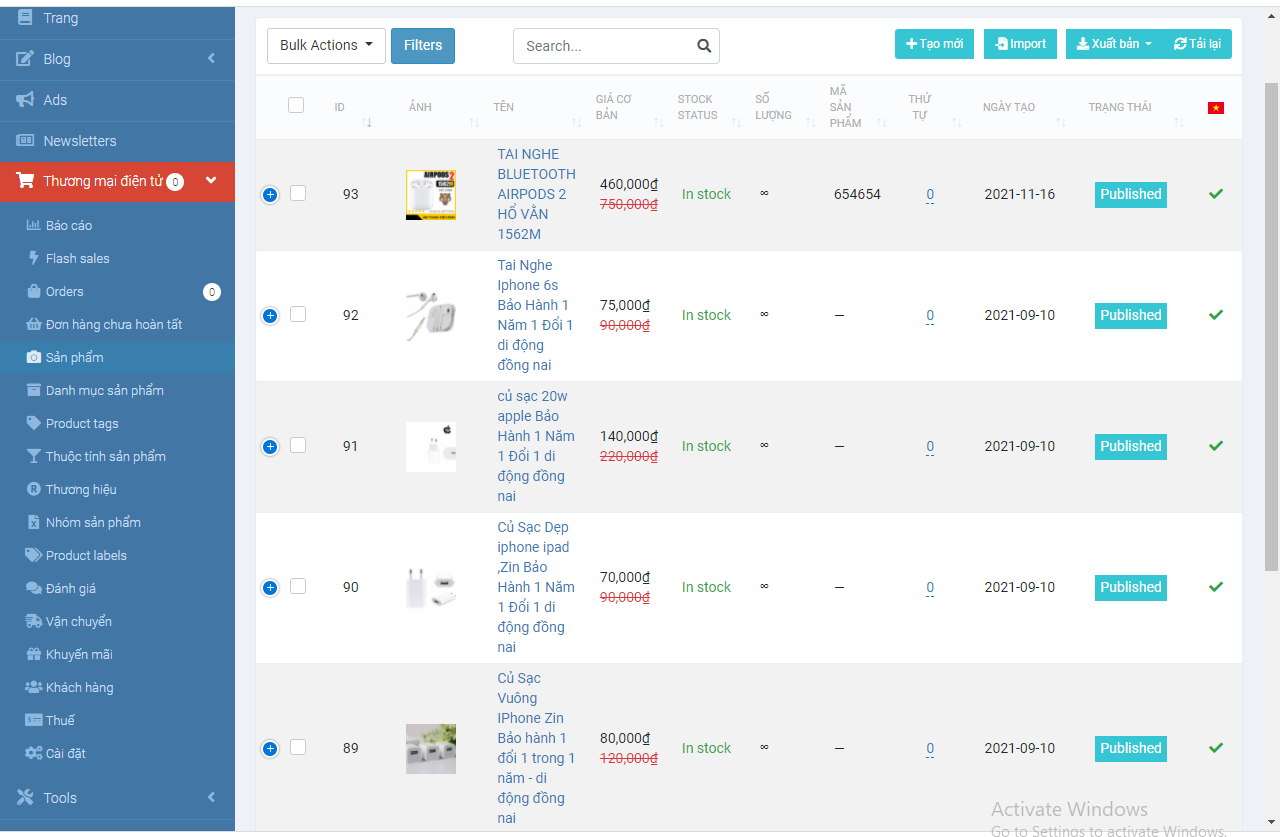 Trang
Blog
Ads
Newsletters
Thương mại điện tử 0
Báo cáo
Flash sales
Orders 0
Đơn hàng chưa hoàn tất
Sản phẩm
Danh mục sản phẩm
Product tags
Thuộc tính sản phẩm
Thương hiệu
Nhóm sản phẩm
Product labels
Đánh giá
Vận chuyển
Khuyến mãi
Khách hàng
Thuế
Cài đặt
Tools
Bulk Actions Filters Search... Tạo mới Import Xuất bản Tải lại
ID ẢNH TÊN GIÁ CƠ BẢN STOCK STATUS SỐ LƯỢNG MÃ SẢN PHẨM THỨ TỰ NGÀY TẠO TRẠNG THÁI
TAI NGHE
BLUETOOTH
AIRPODS 2
HỔ VẰN
1562M
93 AIRPODS 2 1562M 460,000₫ 750,000₫ In stock ∞ 654654 0 2021-11-16 Published
Tai Nghe
Iphone 6s
Bảo Hành 1
Năm 1 Đổi 1
di động
đồng nai
92 75,000₫ 90,000₫ In stock ∞ — 0 2021-09-10 Published
củ sạc 20w
apple Bảo
Hành 1 Năm
1 Đổi 1 di
động đồng
nai
91 140,000₫ 220,000₫ In stock ∞ — 0 2021-09-10 Published
Củ Sạc Dẹp
iphone ipad
,Zin Bảo
Hành 1 Năm
1 Đổi 1 di
động đồng
nai
90 70,000₫ 90,000₫ In stock ∞ — 0 2021-09-10 Published
Củ Sạc
Vuông
IPhone Zin
Bảo hành 1
đổi 1 trong 1
năm - di
động đồng
nai
89 80,000₫ 120,000₫ In stock ∞ — 0 2021-09-10 Published
Activate Windows
Go to Settings to activate Windows.